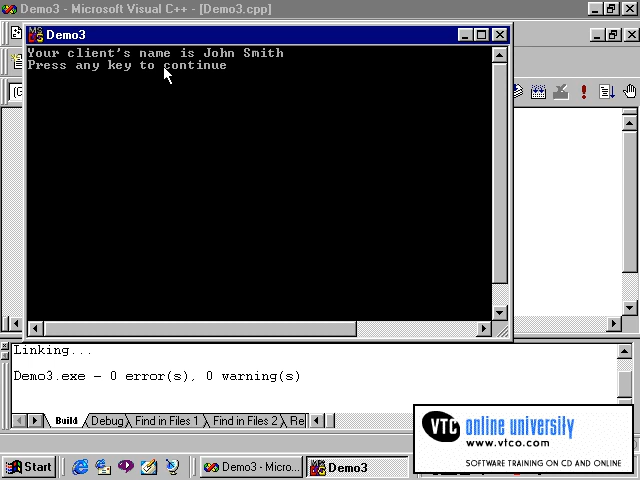 Demo3 - Microsoft Visual C++ - [Demo3.cpp]
Demo3
Your client's name is John Smith
Press any key to continue
Linking...
Demo3.exe - 0 error(s), 0 warning(s)
Build Debug Find in Files 1 Find in Files 2 Re
VTC online university
www.vtco.com
SOFTWARE TRAINING ON CD AND ONLINE
Start Demo3 - Micro... Demo3